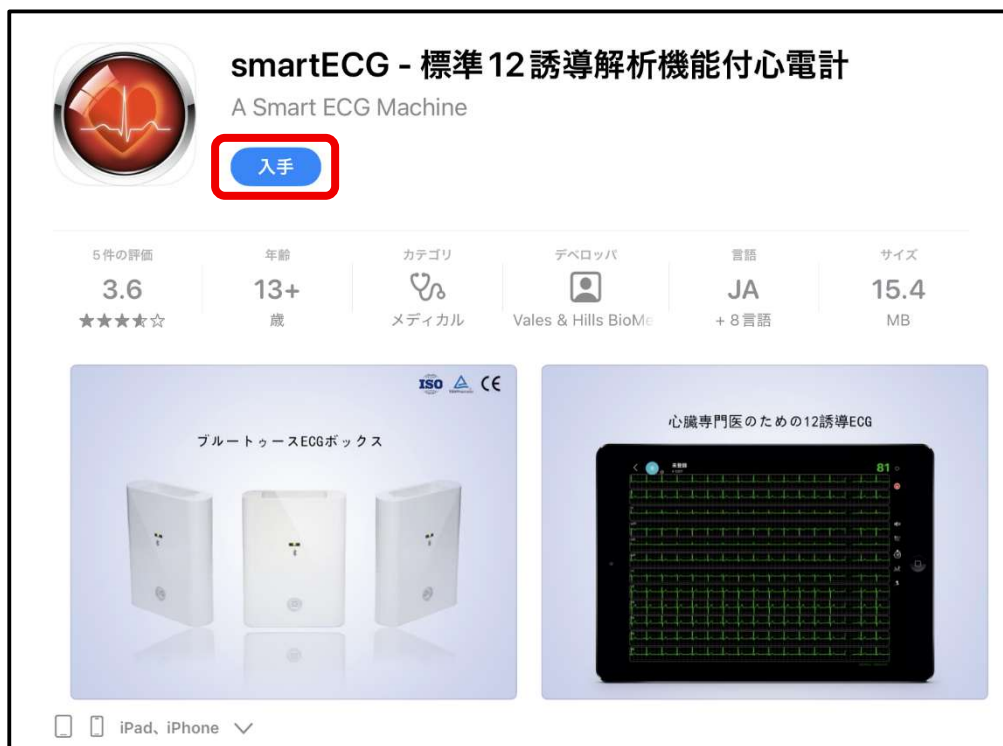 smartECG - 標準12誘導解析機能付心電計
A Smart ECG Machine
入手
5件の評価
年齢
カテゴリ
デベロッパ
言語
サイズ
3.6
13+
JA
15.4
★★★★☆
歳
メディカル
Vales & Hills BioMe
+ 8言語
MB
ISO CE
ブルートゥースECGボックス
心臓専門医のための12誘導ECG
未登録
81
iPad、iPhone